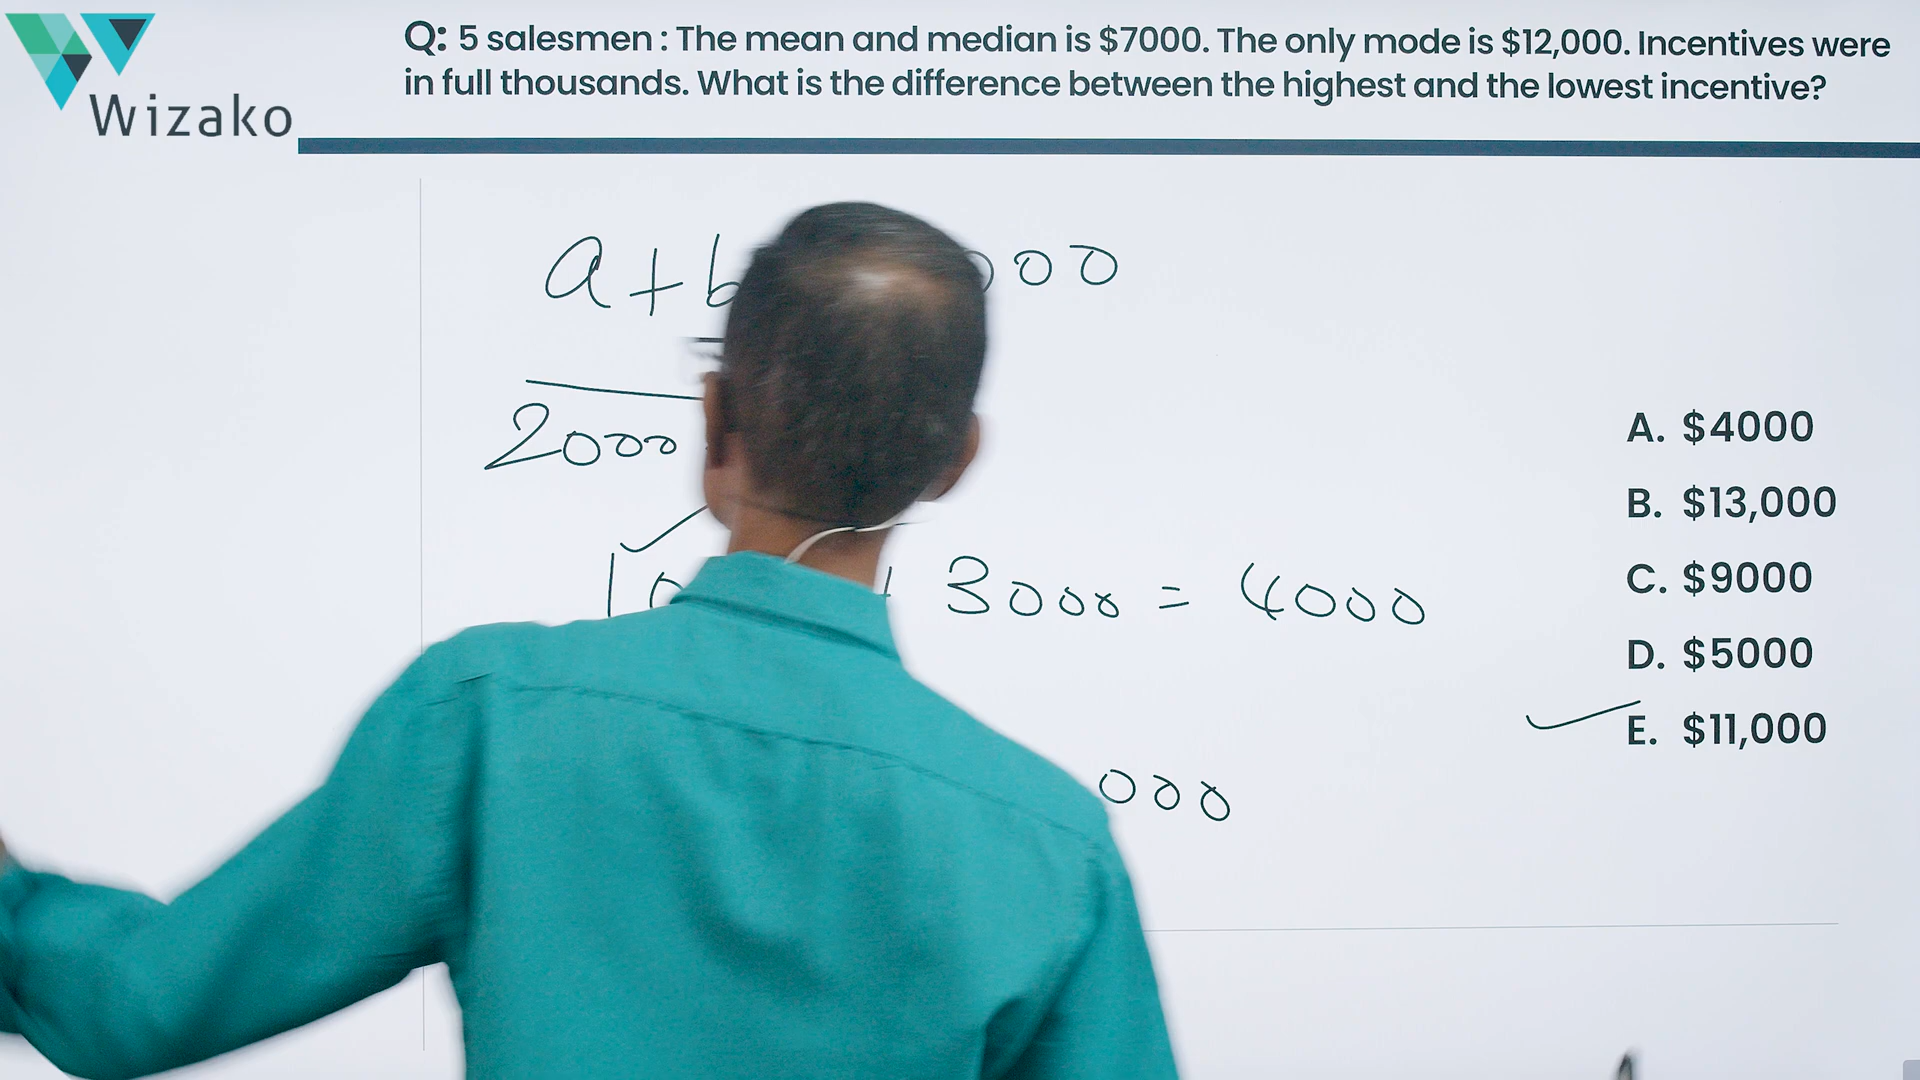 Wizako
Q: 5 salesmen : The mean and median is $7000. The only mode is $12,000. Incentives were
in full thousands. What is the difference between the highest and the lowest incentive?
a + b 000
2000
10 + 3000 = 4000
000
A. $4000
B. $13,000
C. $9000
D. $5000
E. $11,000